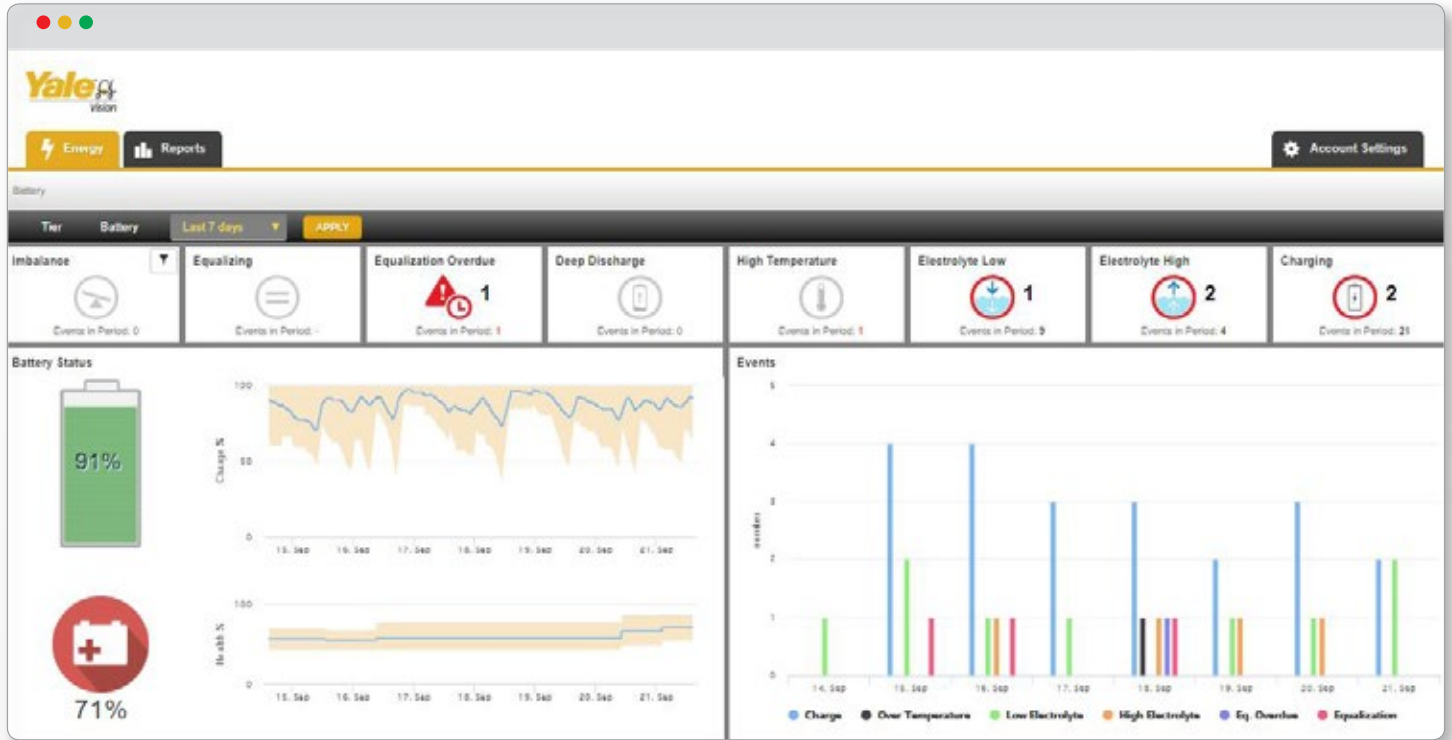 Yale
vision
Energy
Reports
Account Settings
Battery
Tier Battery Last 7 days ▼ APPLY
Imbalance
Events in Period: 0
Equalizing
Events in Period: -
Equalization Overdue
1
Events in Period: 1
Deep Discharge
Events in Period: 0
High Temperature
Events in Period: 1
Electrolyte Low
1
Events in Period: 9
Electrolyte High
2
Events in Period: 4
Charging
2
Events in Period: 21
Battery Status
91%
100
Charge %
50
0
15. Sep 16. Sep 17. Sep 18. Sep 19. Sep 20. Sep 21. Sep
71%
100
Health %
0
15. Sep 16. Sep 17. Sep 18. Sep 19. Sep 20. Sep 21. Sep
Events
5
4
3
2
1
0
14. Sep 15. Sep 16. Sep 17. Sep 18. Sep 19. Sep 20. Sep 21. Sep
Charge Over Temperature Low Electrolyte High Electrolyte Eq. Overdue Equalization